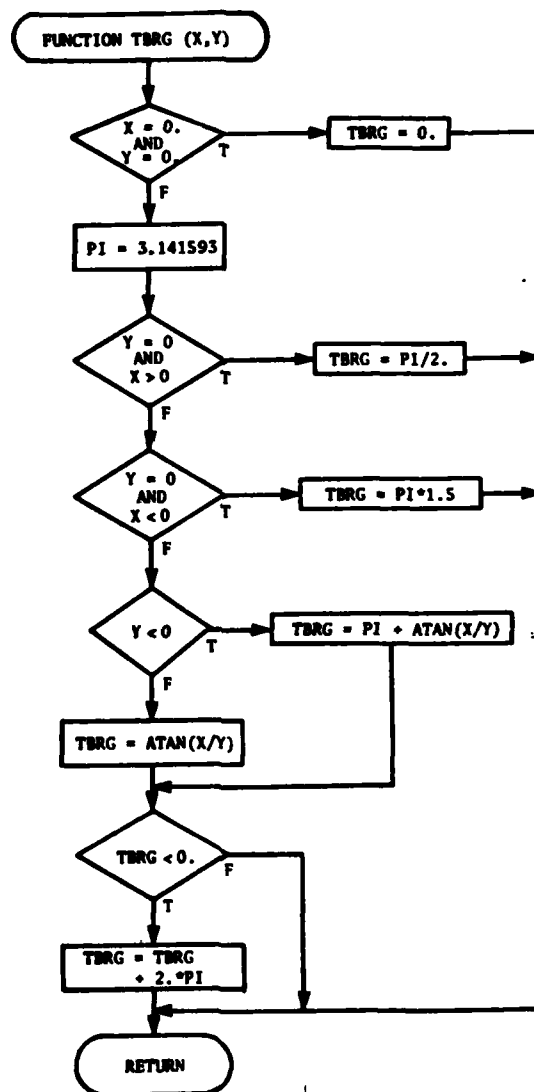 FUNCTION TBRG (X,Y)
X = 0.
AND
Y = 0.
T
TBRG = 0.
F
PI = 3.141593
Y = 0
AND
X > 0
T
TBRG = PI/2.
F
Y = 0
AND
X < 0
T
TBRG = PI*1.5
F
Y < 0
T
TBRG = PI + ATAN(X/Y)
F
TBRG = ATAN(X/Y)
TBRG < 0.
F
T
TBRG = TBRG
+ 2.*PI
RETURN